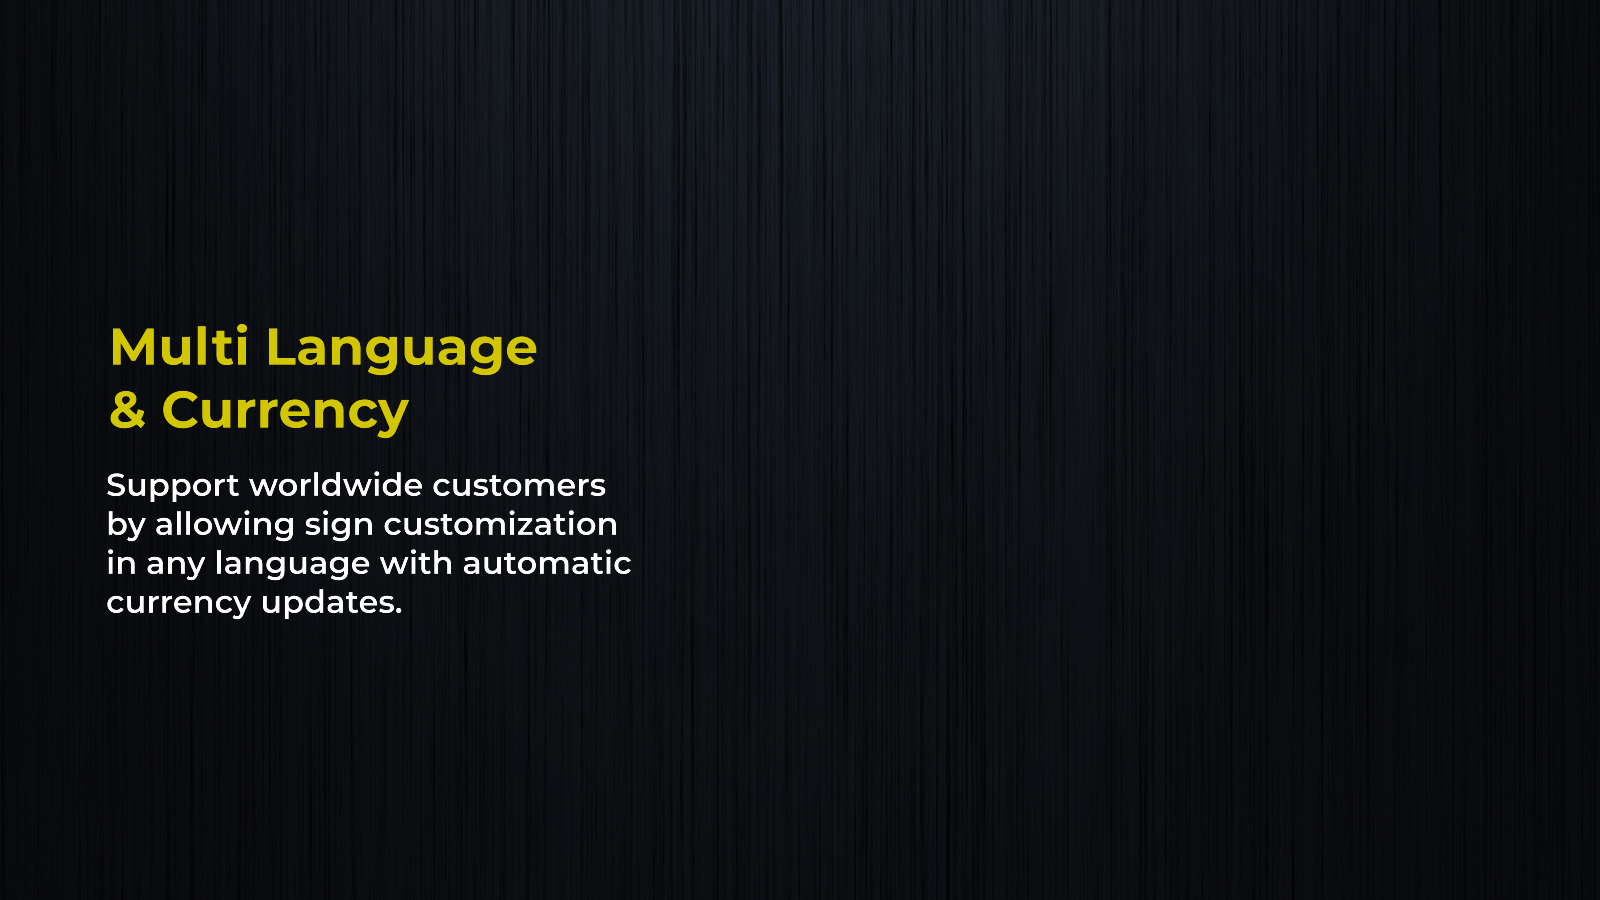 Multi Language
& Currency
Support worldwide customers
by allowing sign customization
in any language with automatic
currency updates.